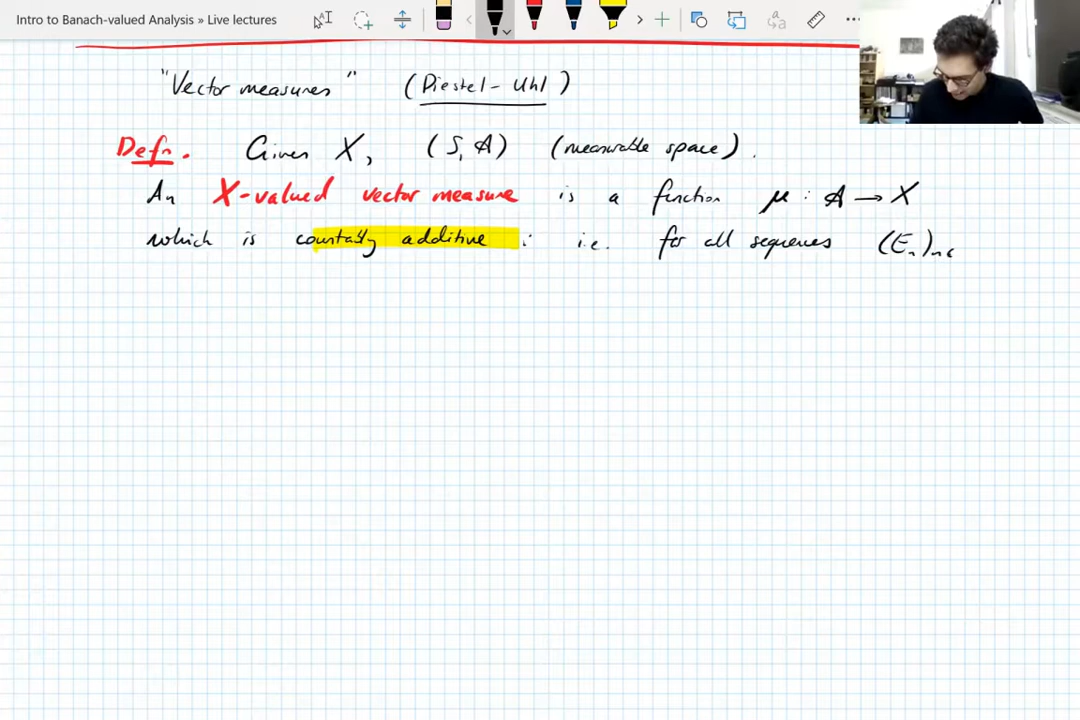 Intro to Banach-valued Analysis » Live lectures
"Vector measures" (Diestel-Uhl)
Defn. Given X, (S, A) (measurable space).
An X-valued vector measure is a function μ : A → X
which is countably additive : i.e. for all sequences (Eₙ)ₙ∈